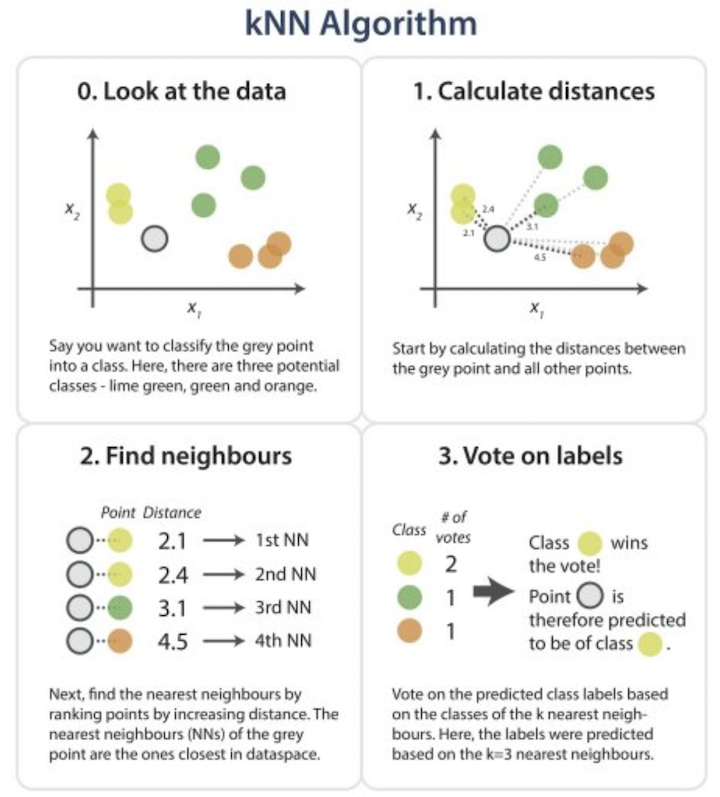 kNN Algorithm
0. Look at the data
X2
X1
Say you want to classify the grey point
into a class. Here, there are three potential
classes - lime green, green and orange.
1. Calculate distances
X2
2.4
2.1
3.1
4.5
X1
Start by calculating the distances between
the grey point and all other points.
2. Find neighbours
Point Distance
2.1 → 1st NN
2.4 → 2nd NN
3.1 → 3rd NN
4.5 → 4th NN
Next, find the nearest neighbours by
ranking points by increasing distance. The
nearest neighbours (NNs) of the grey
point are the ones closest in dataspace.
3. Vote on labels
Class # of
votes
2
1
1
Class wins
the vote!
Point is
therefore predicted
to be of class .
Vote on the predicted class labels based
on the classes of the k nearest neigh-
bours. Here, the labels were predicted
based on the k=3 nearest neighbours.